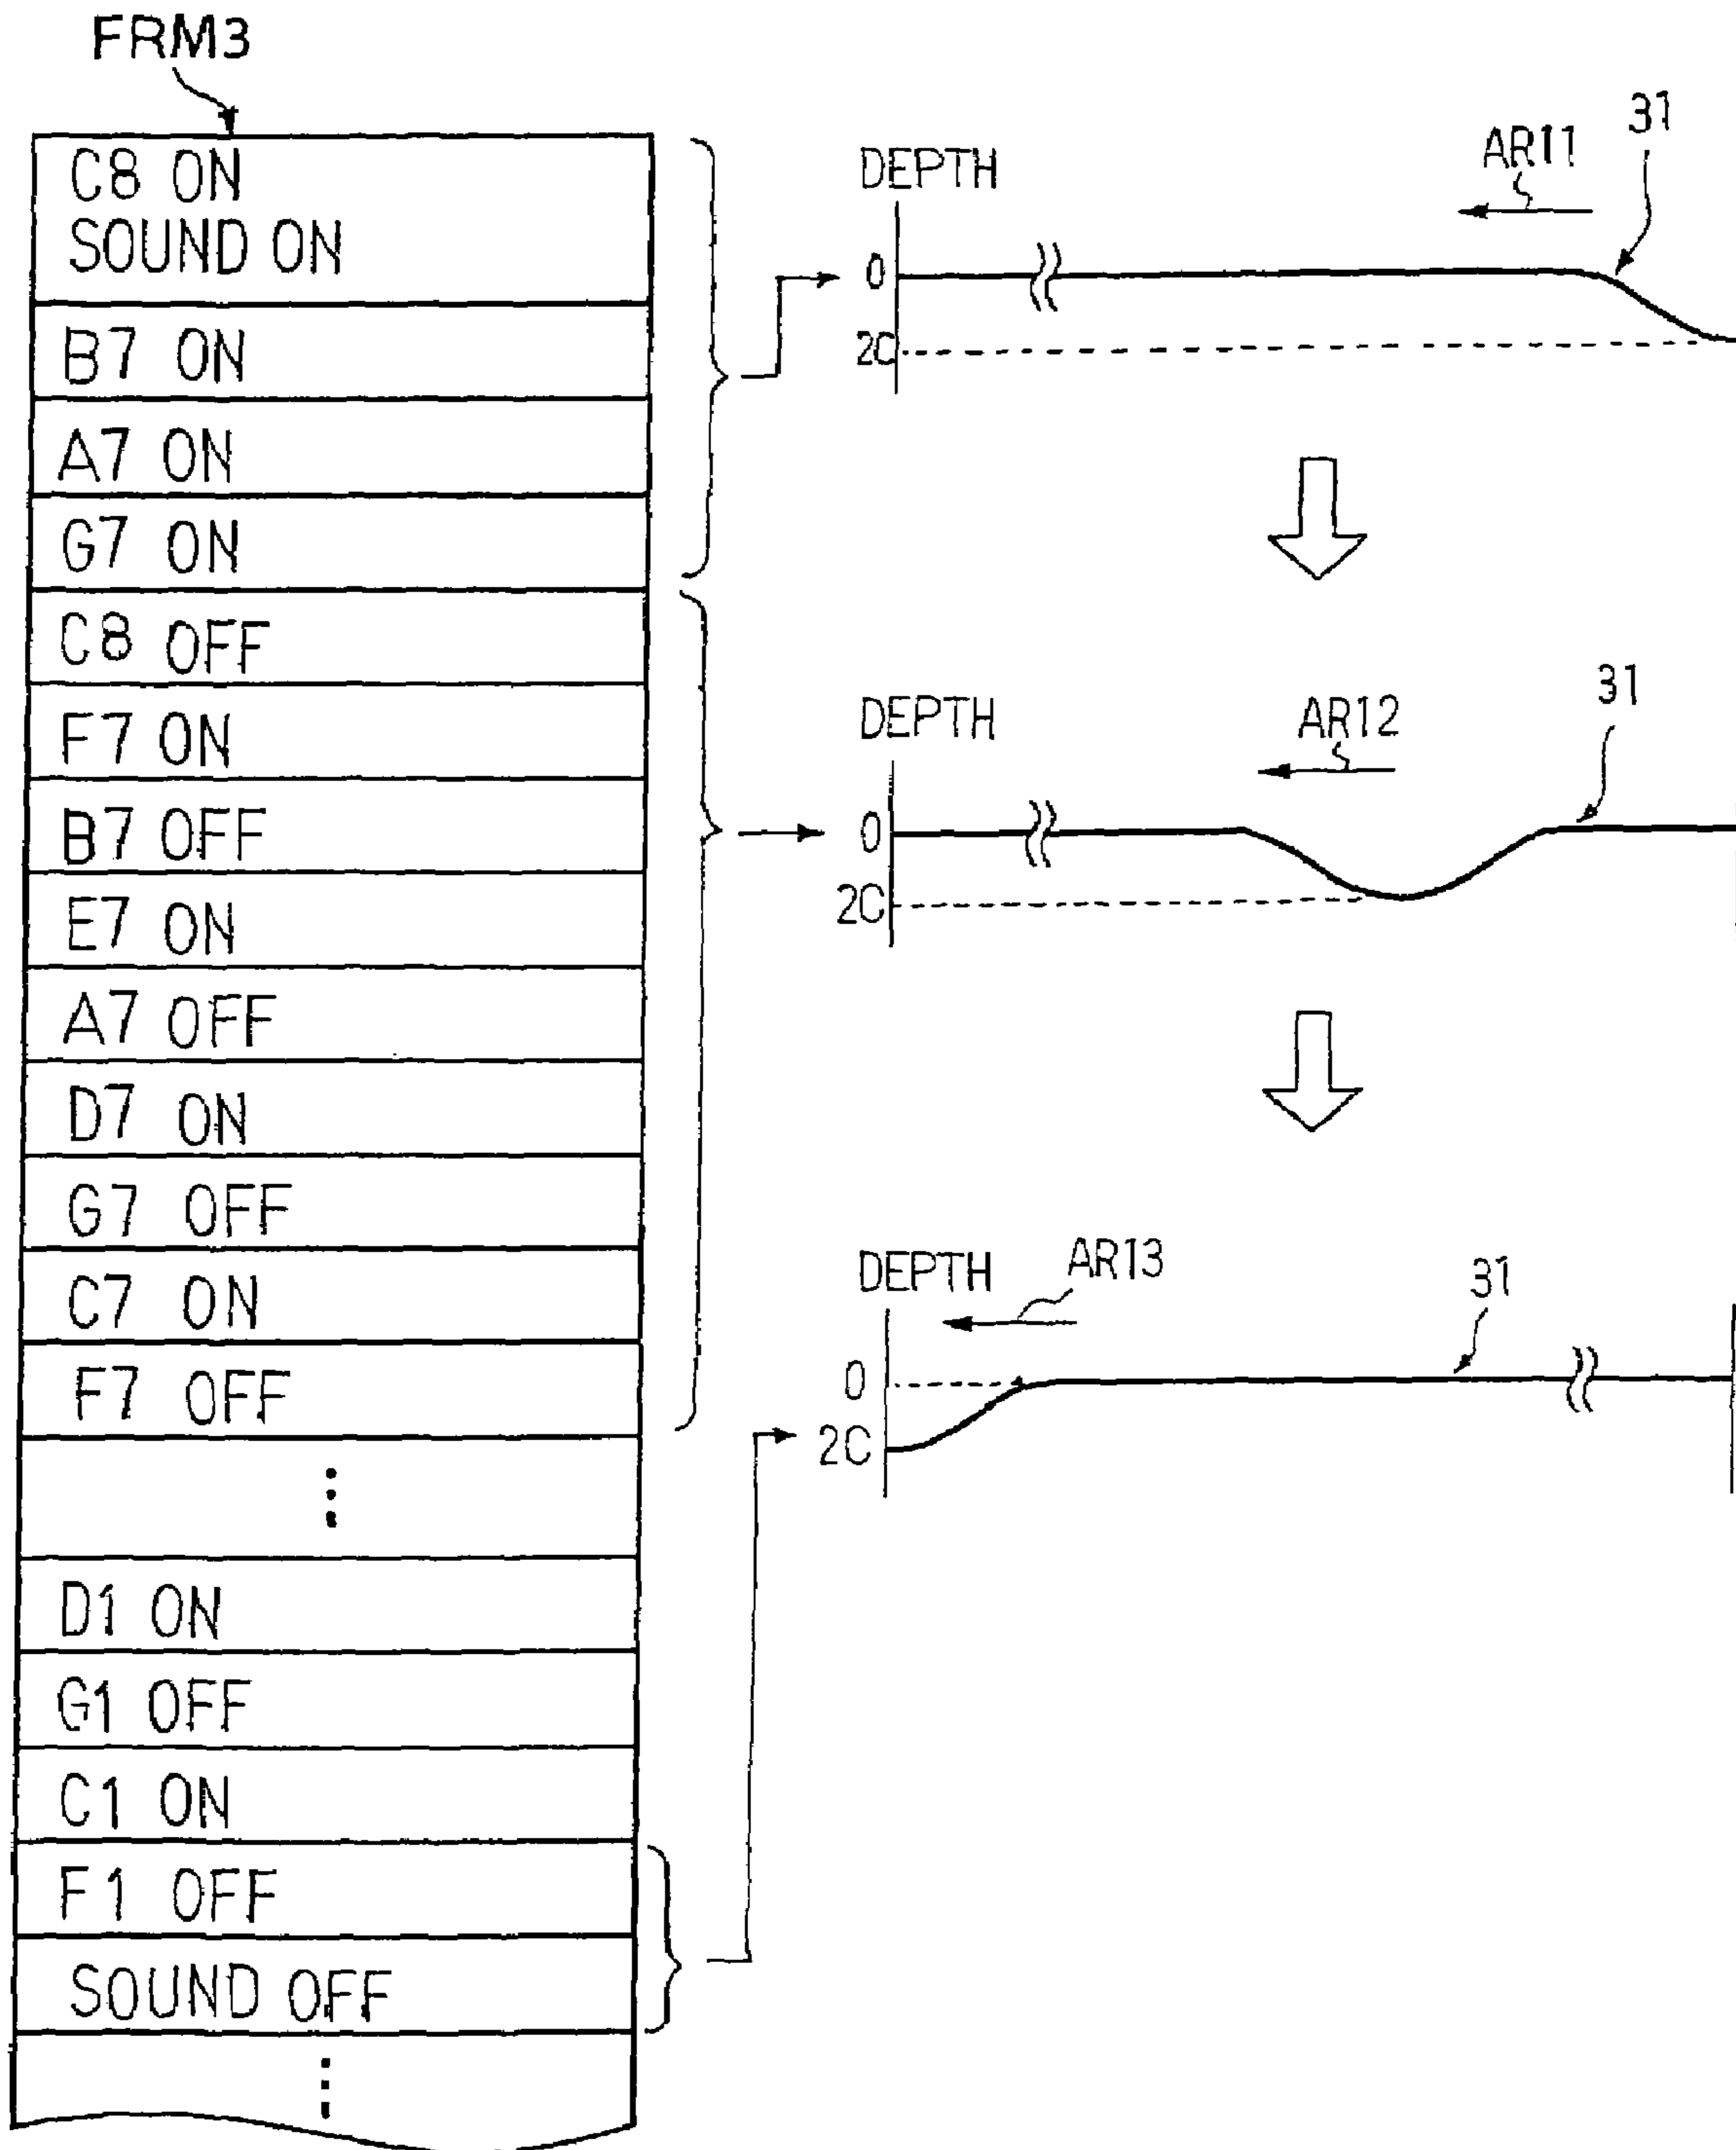 FRM3
C8 ON
SOUND ON
B7 ON
A7 ON
G7 ON
C8 OFF
F7 ON
B7 OFF
E7 ON
A7 OFF
D7 ON
G7 OFF
C7 ON
F7 OFF
D1 ON
G1 OFF
C1 ON
F1 OFF
SOUND OFF
DEPTH
AR11
31
0
2C
DEPTH
AR12
31
0
2C
DEPTH
AR13
31
0
2C